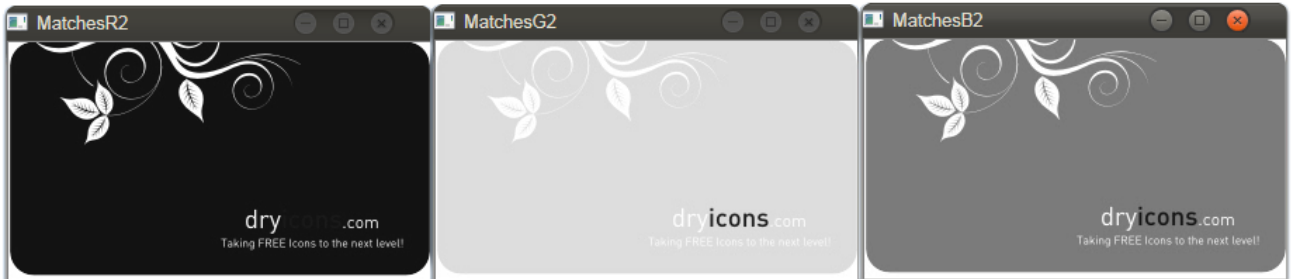 MatchesR2
dryicons.com
Taking FREE Icons to the next level!
MatchesG2
dryicons.com
Taking FREE Icons to the next level!
MatchesB2
dryicons.com
Taking FREE Icons to the next level!